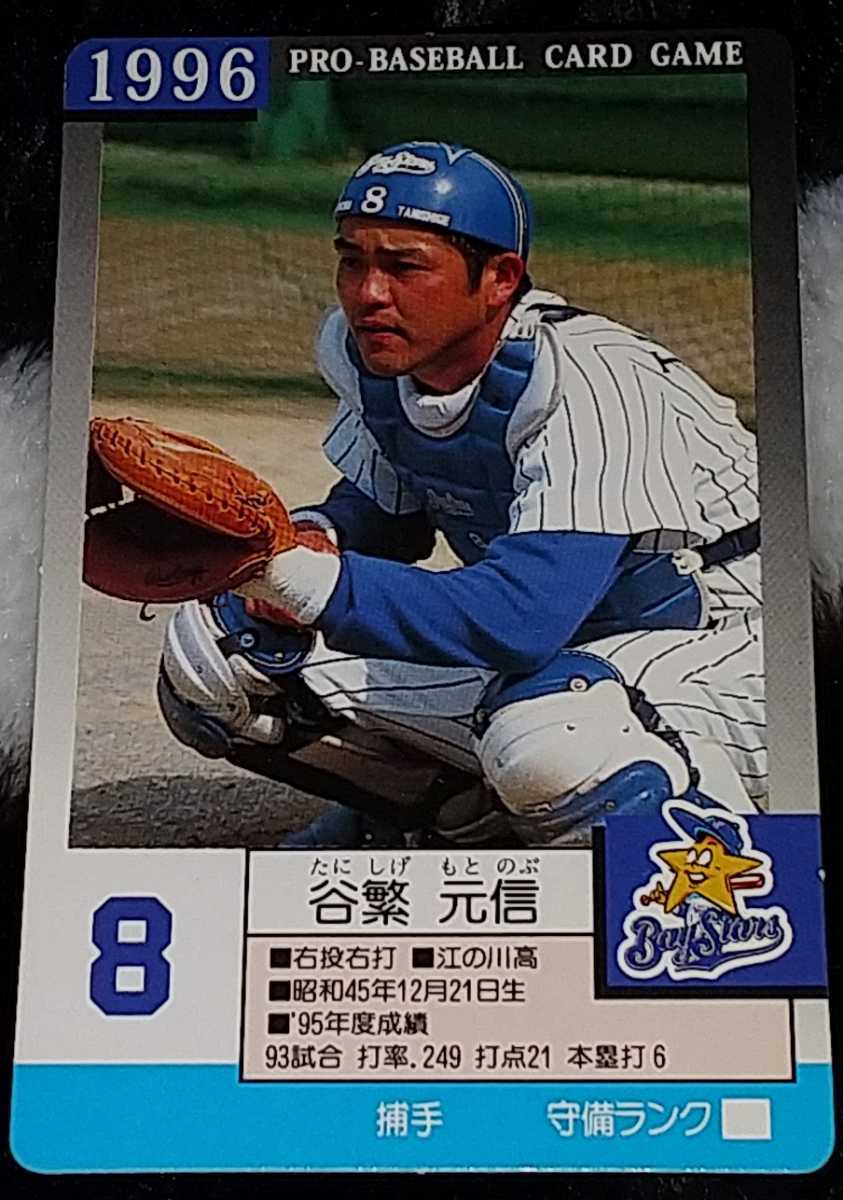 1996
PRO-BASEBALL CARD GAME
BayStars
8
TANISHIGE
8
たに しげ もと のぶ
谷繁 元信
BayStars
■右投右打 ■江の川高
■昭和45年12月21日生
■'95年度成績
93試合 打率.249 打点21 本塁打6
捕手 守備ランク